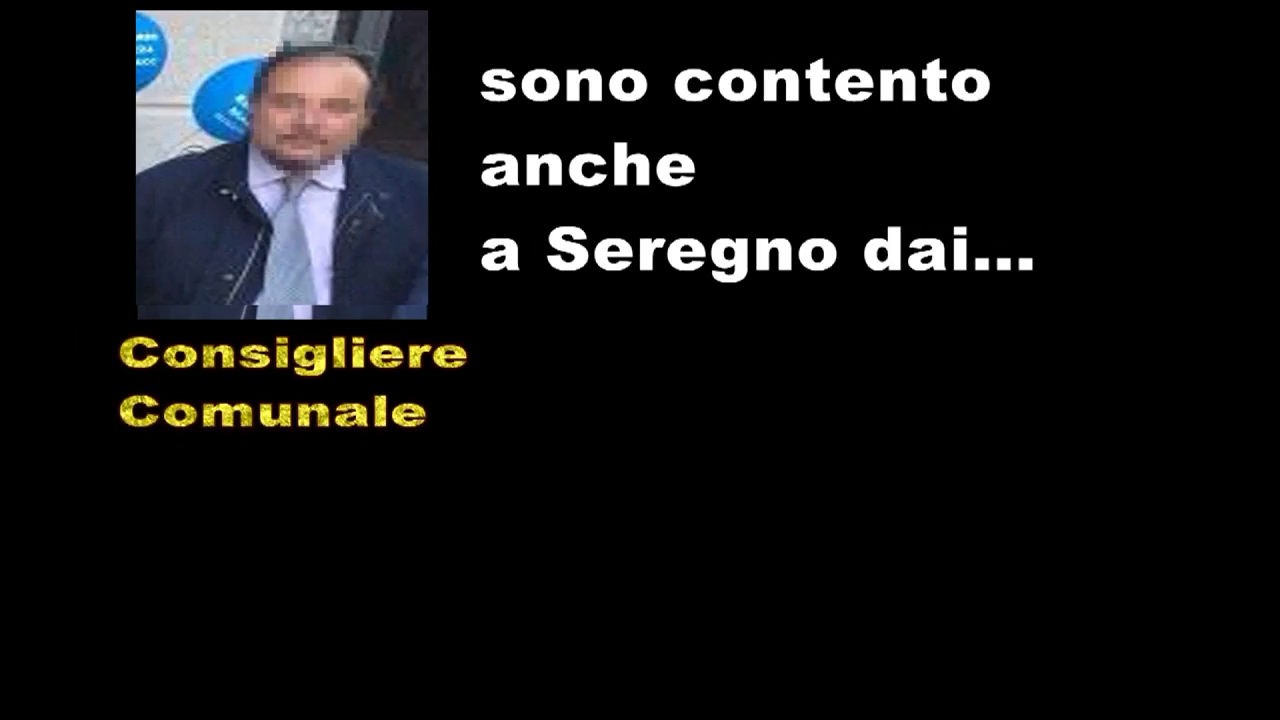 sono contento
anche
a Seregno dai...
Consigliere
Comunale